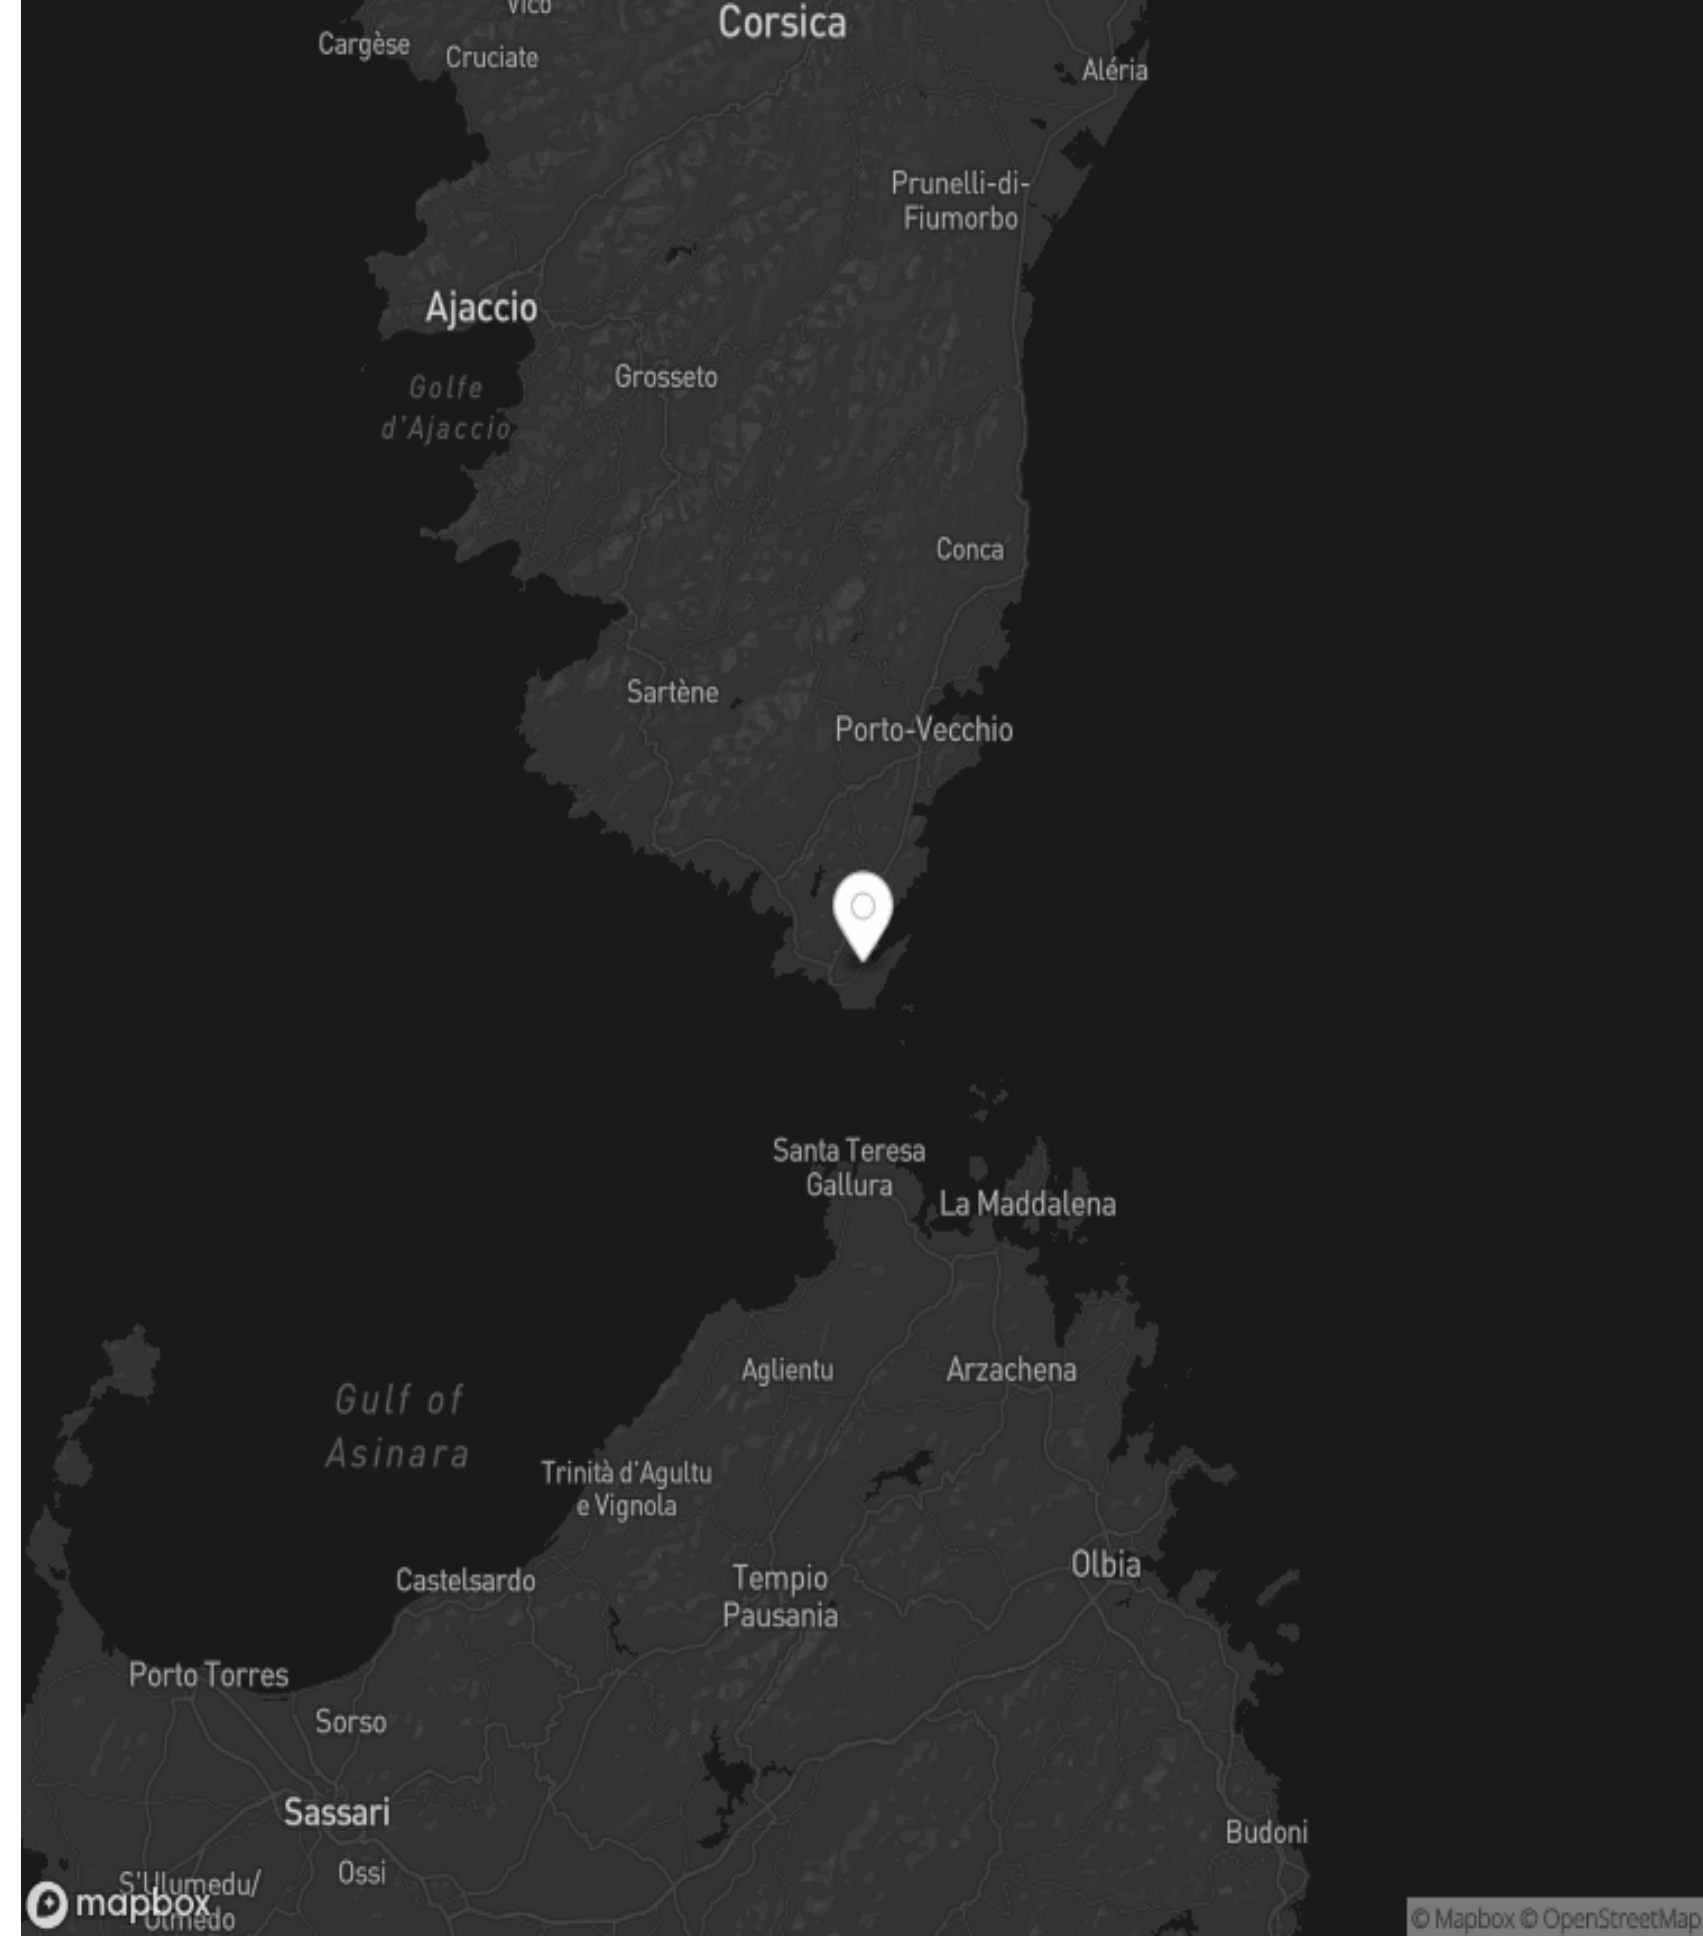 Vico
Corsica
Cargèse
Cruciate
Aléria
Prunelli-di-
Fiumorbo
Ajaccio
Grosseto
Golfe
d'Ajaccio
Conca
Sartène
Porto-Vecchio
Santa Teresa
Gallura
La Maddalena
Aglientu
Arzachena
Gulf of
Asinara
Trinità d'Agultu
e Vignola
Olbia
Castelsardo
Tempio
Pausania
Porto Torres
Sorso
Sassari
Budoni
Ossi
S'Ulumedu/
Olmedo
mapbox
© Mapbox © OpenStreetMap